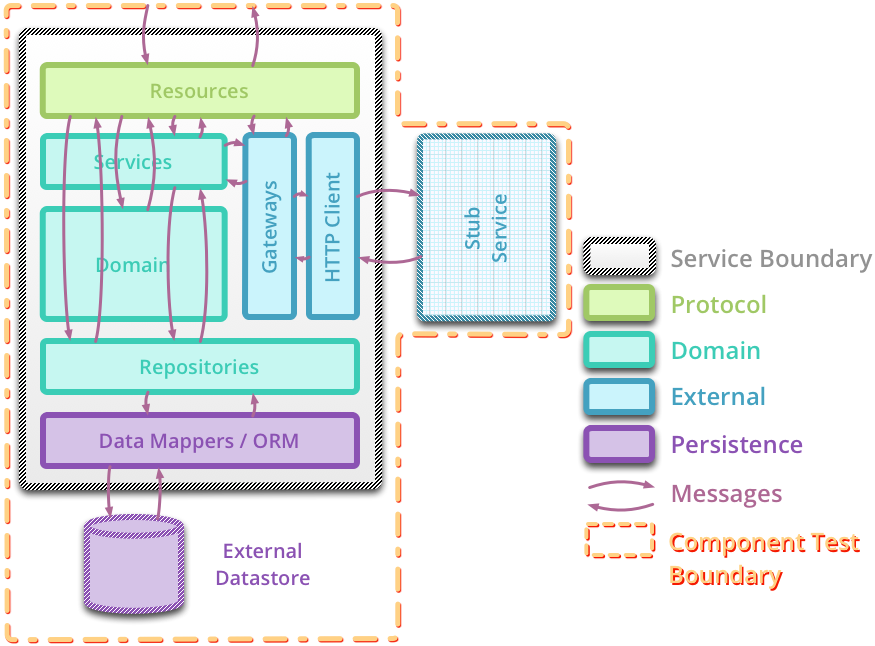 Resources
Services
Domain
Gateways
HTTP Client
Stub
Service
Repositories
Data Mappers / ORM
External
Datastore
Service Boundary
Protocol
Domain
External
Persistence
Messages
Component Test
Boundary